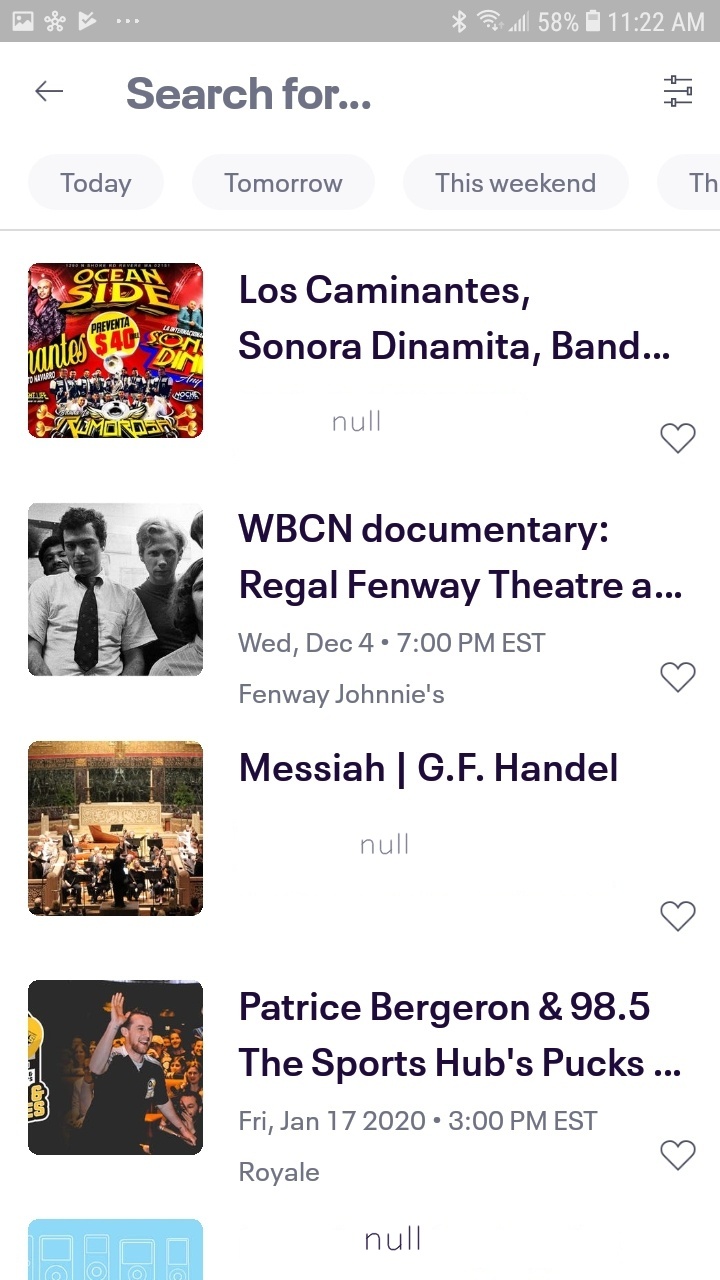 58% 11:22 AM
Search for...
Today
Tomorrow
This weekend
Th
OCEAN
SIDE
PREVENTA
$40
Los Caminantes,
Sonora Dinamita, Band...
null
WBCN documentary:
Regal Fenway Theatre a...
Wed, Dec 4 • 7:00 PM EST
Fenway Johnnie's
Messiah | G.F. Handel
null
Patrice Bergeron & 98.5
The Sports Hub's Pucks ...
Fri, Jan 17 2020 • 3:00 PM EST
Royale
null